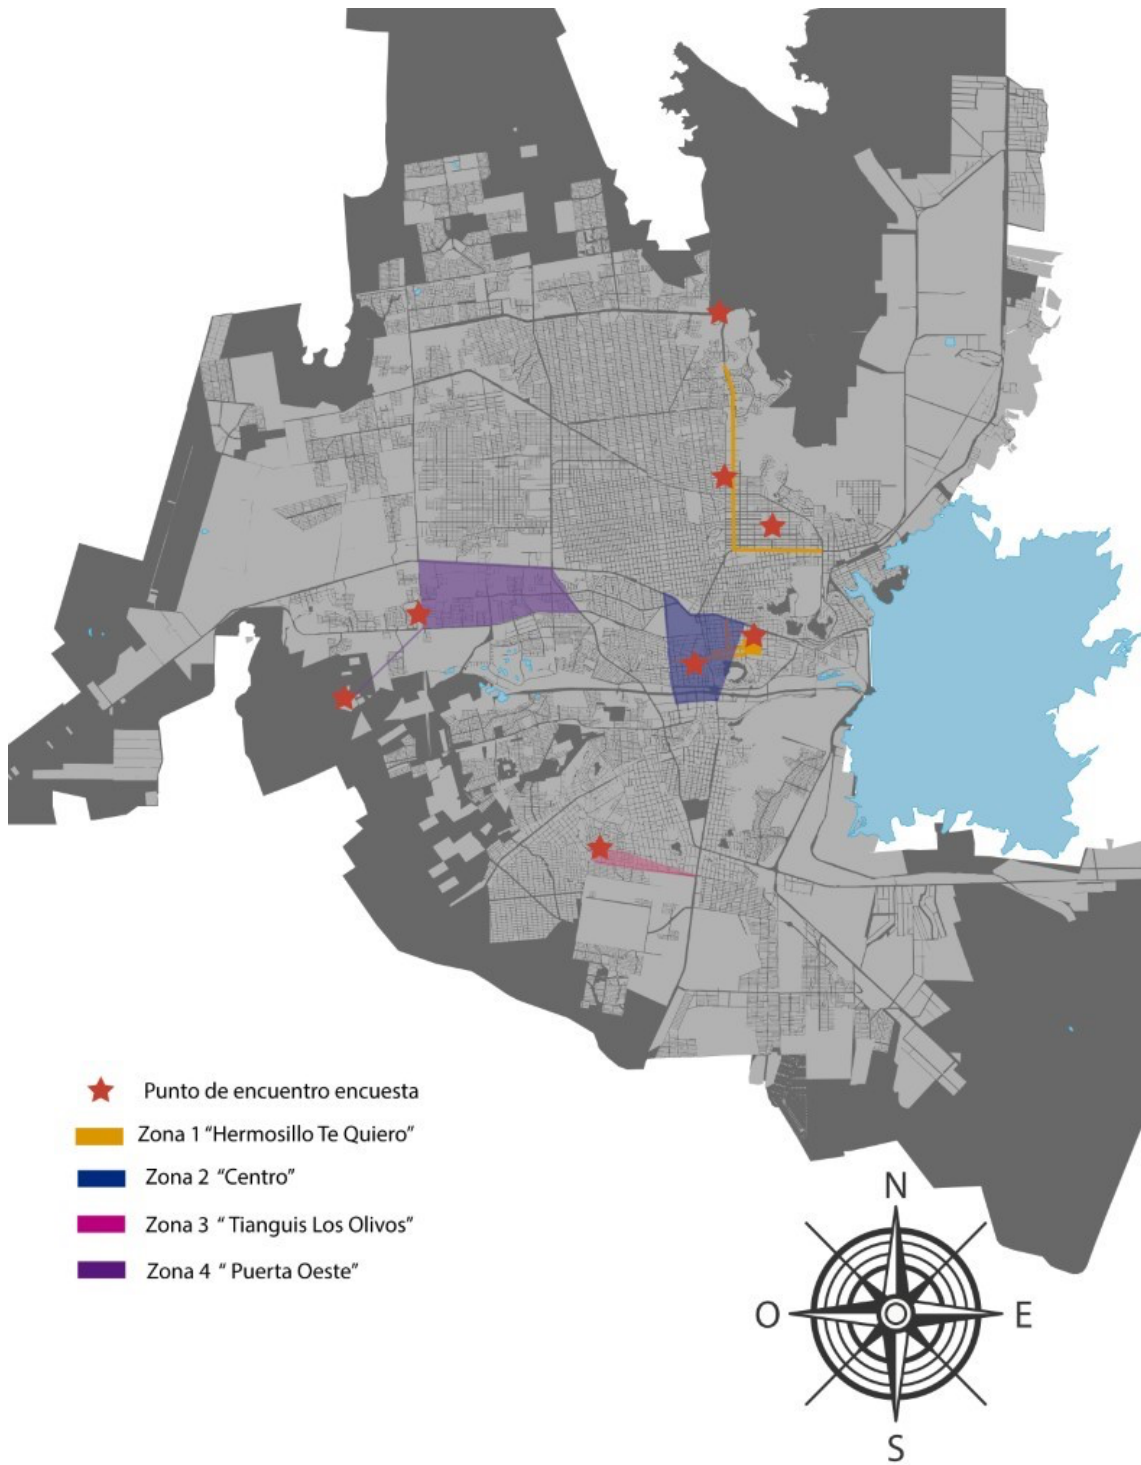 Punto de encuentro encuesta
Zona 1 “Hermosillo Te Quiero”
Zona 2 “Centro”
Zona 3 “ Tianguis Los Olivos”
Zona 4 “ Puerta Oeste”
N
O
E
S